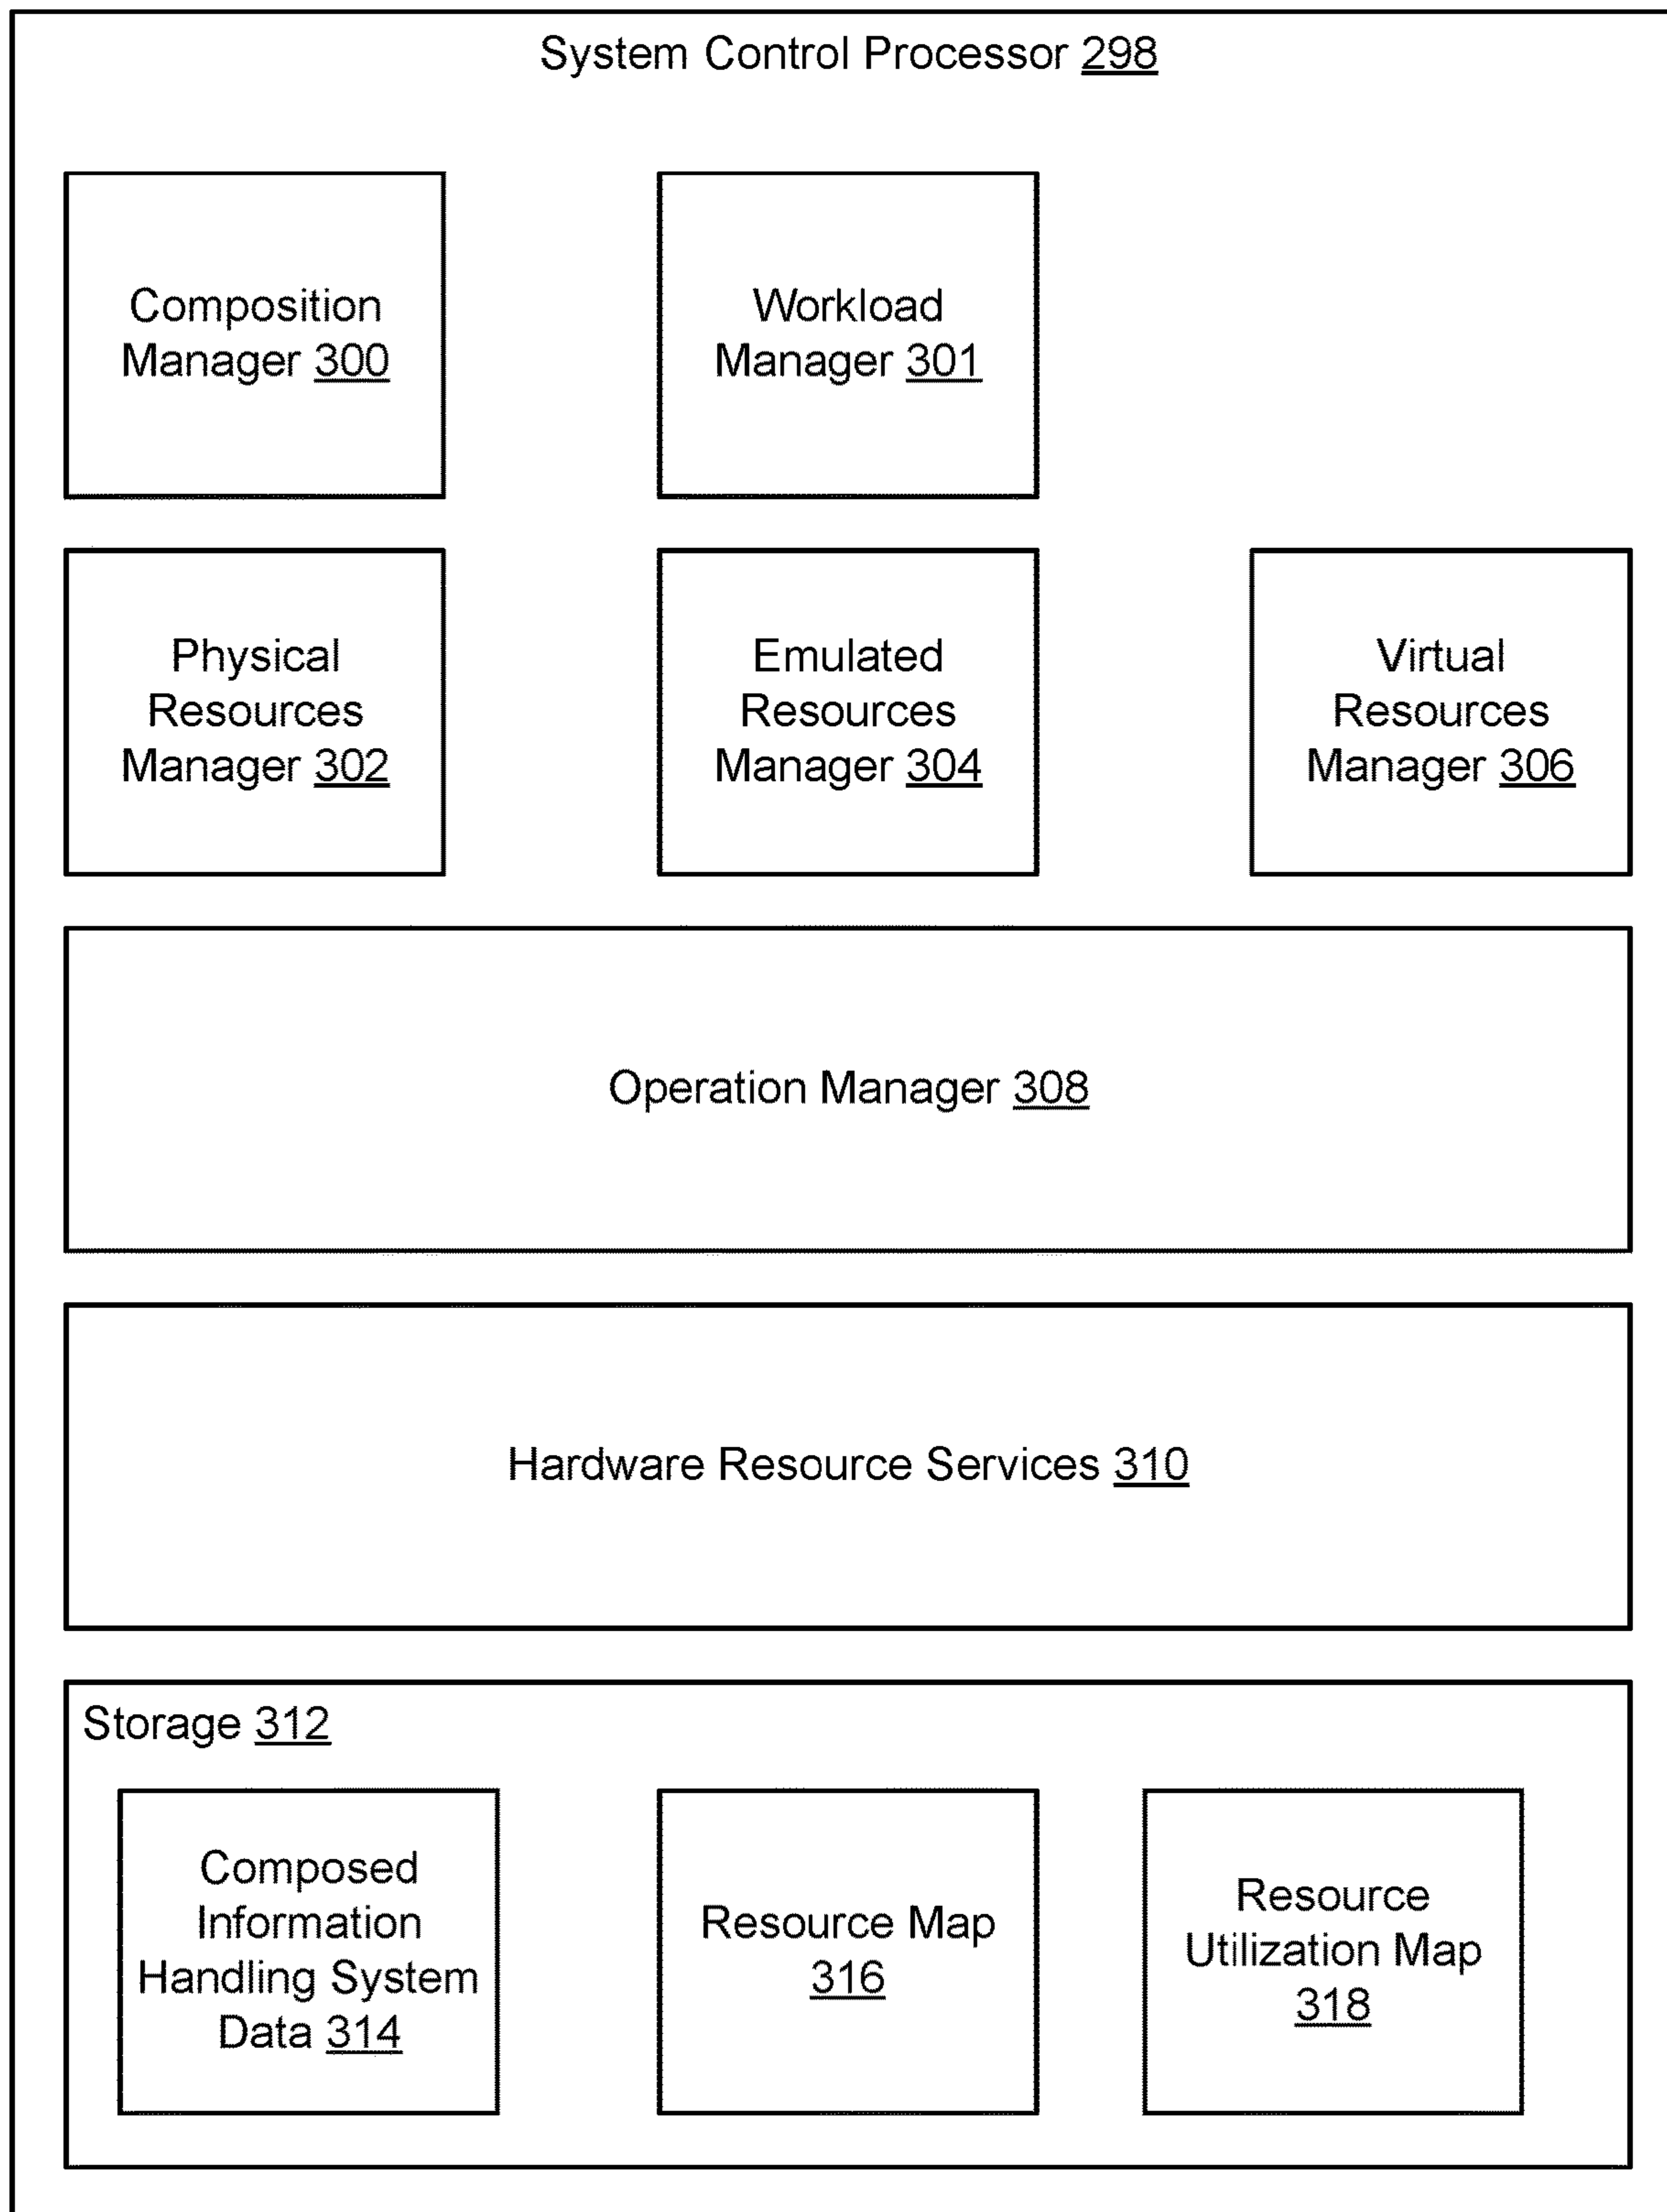 System Control Processor 298
Composition
Manager 300
Workload
Manager 301
Physical
Resources
Manager 302
Emulated
Resources
Manager 304
Virtual
Resources
Manager 306
Operation Manager 308
Hardware Resource Services 310
Storage 312
Composed
Information
Handling System
Data 314
Resource Map
316
Resource
Utilization Map
318